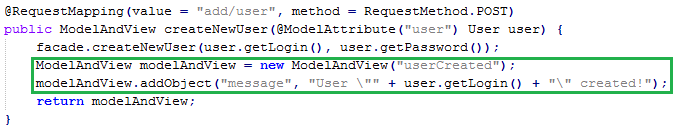 @RequestMapping(value = "add/user", method = RequestMethod.POST)
public ModelAndView createNewUser(@ModelAttribute("user") User user) {
facade.createNewUser(user.getLogin(), user.getPassword());
ModelAndView modelAndView = new ModelAndView("userCreated");
modelAndView.addObject("message", "User \"" + user.getLogin() + "\" created!");
return modelAndView;
}